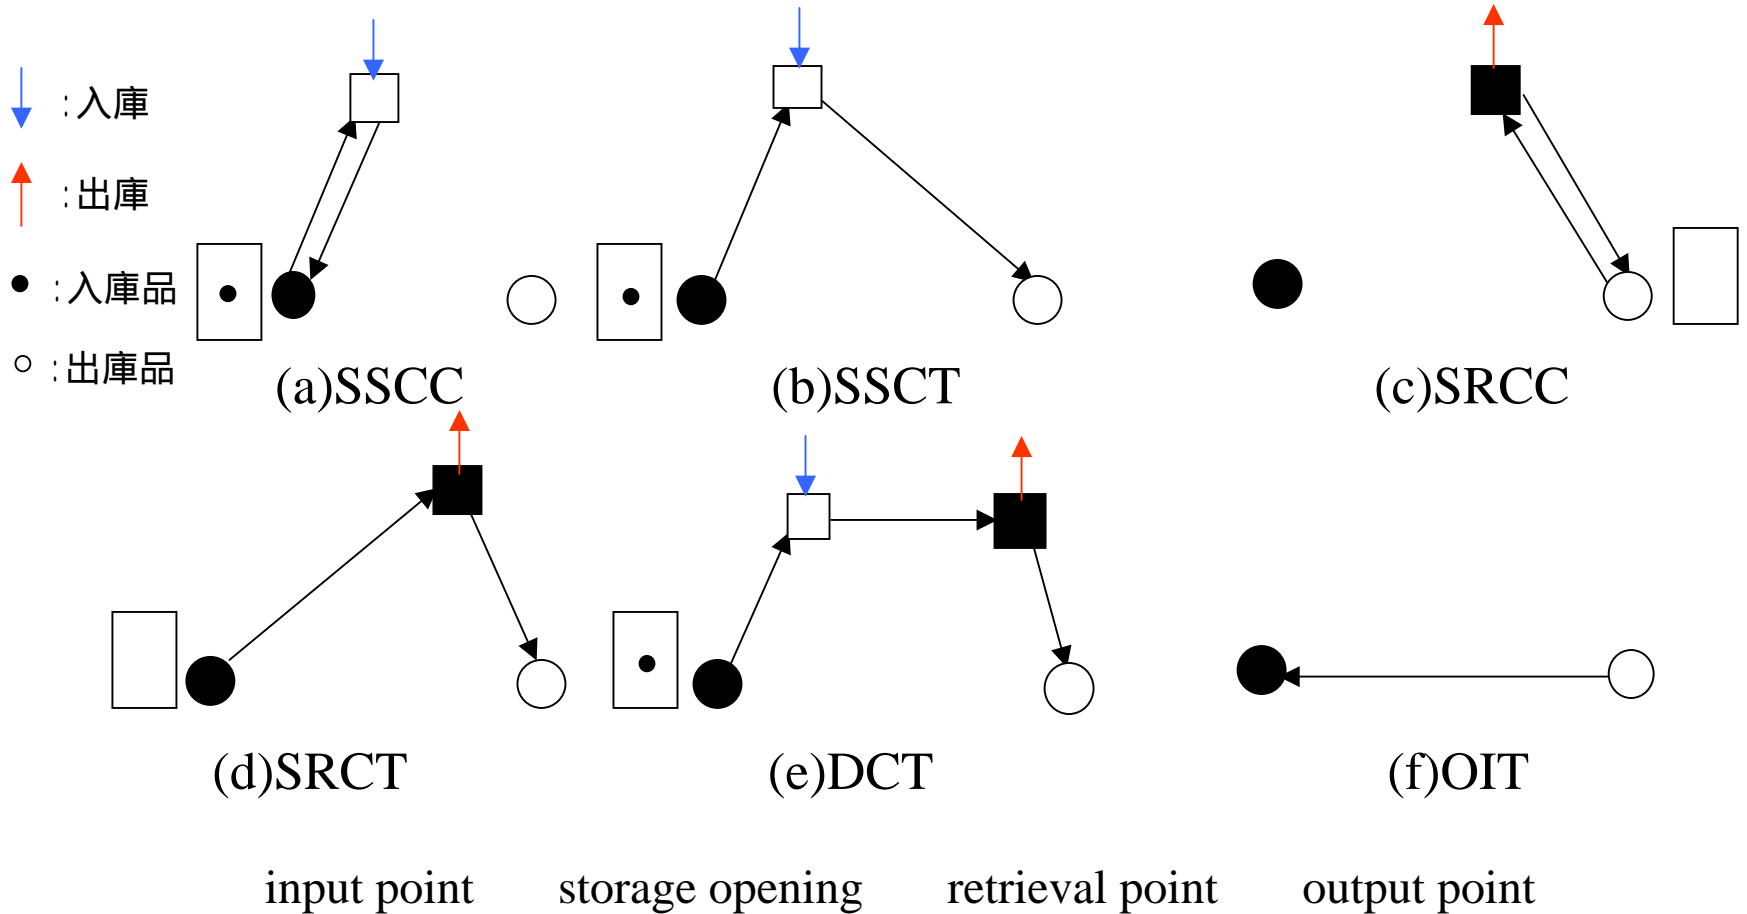 :入庫
:出庫
:入庫品
:出庫品
(a)SSCC
(b)SSCT
(c)SRCC
(d)SRCT
(e)DCT
(f)OIT
input point storage opening retrieval point output point